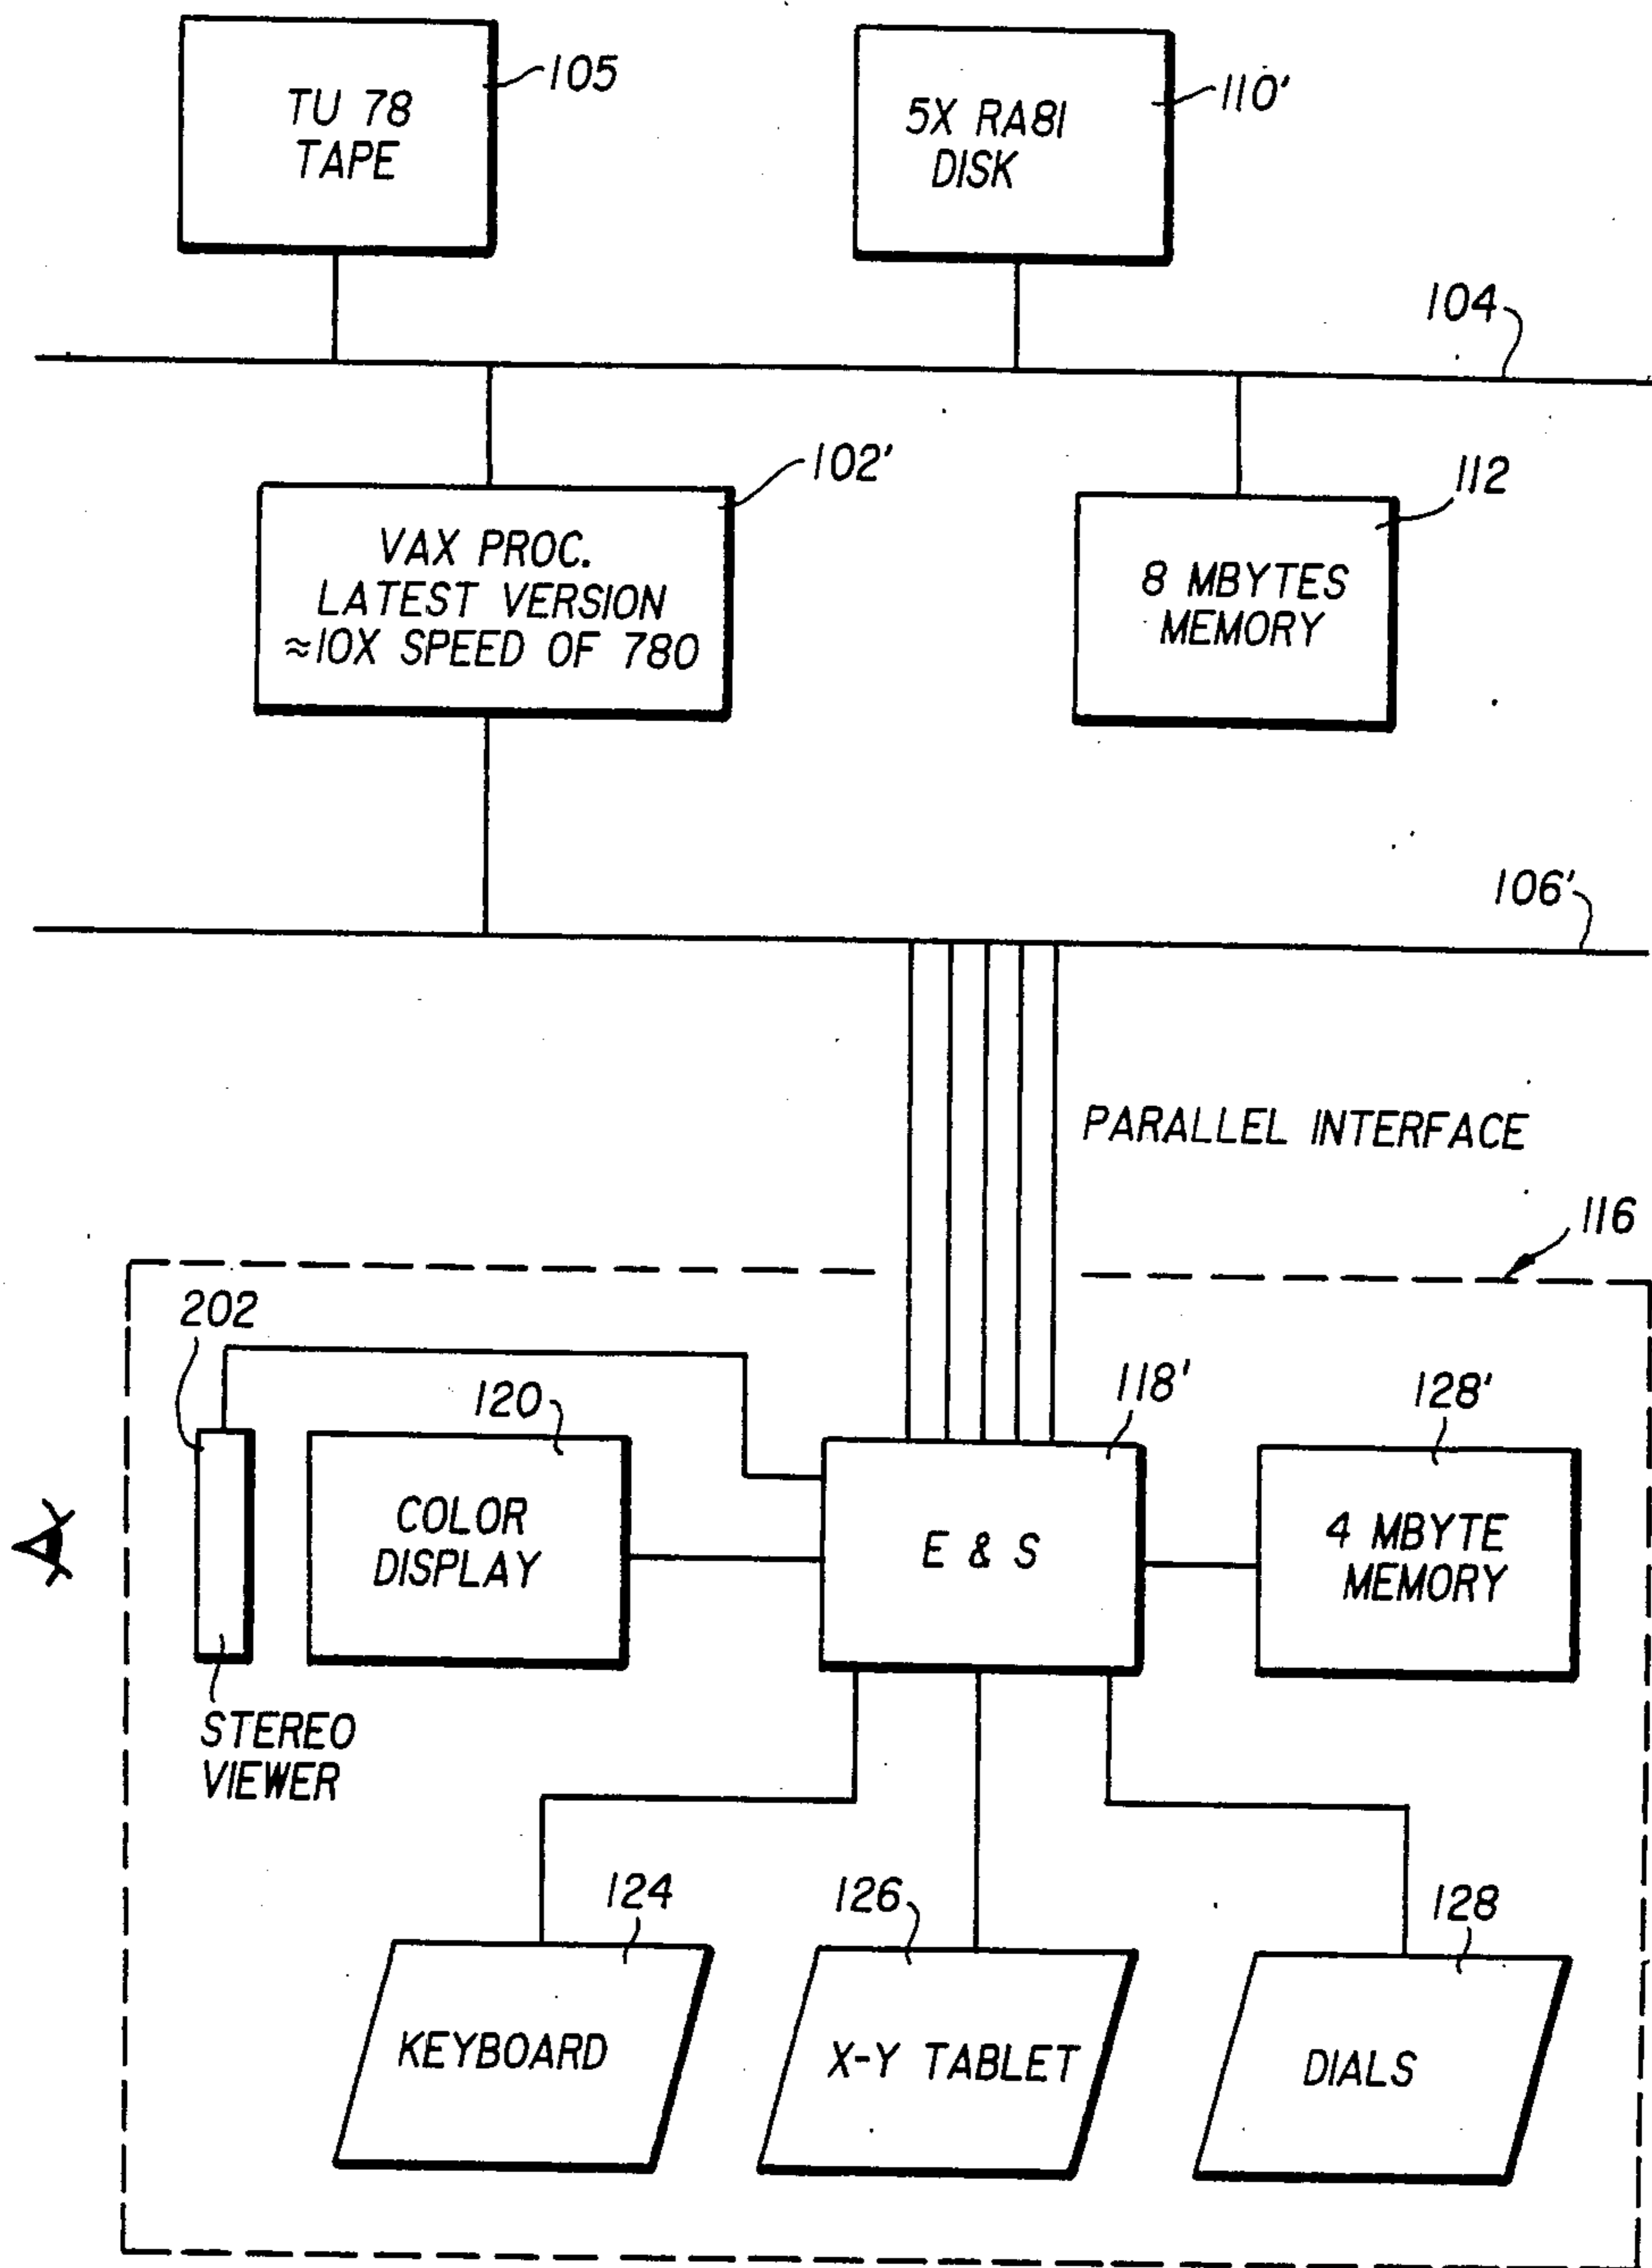 TU 78
TAPE
105
5X RA81
DISK
110'
104
VAX PROC.
LATEST VERSION
≈10X SPEED OF 780
102'
8 MBYTES
MEMORY
112
106'
PARALLEL INTERFACE
116
202
120
COLOR
DISPLAY
118'
E & S
128'
4 MBYTE
MEMORY
STEREO
VIEWER
124
KEYBOARD
126
X-Y TABLET
128
DIALS